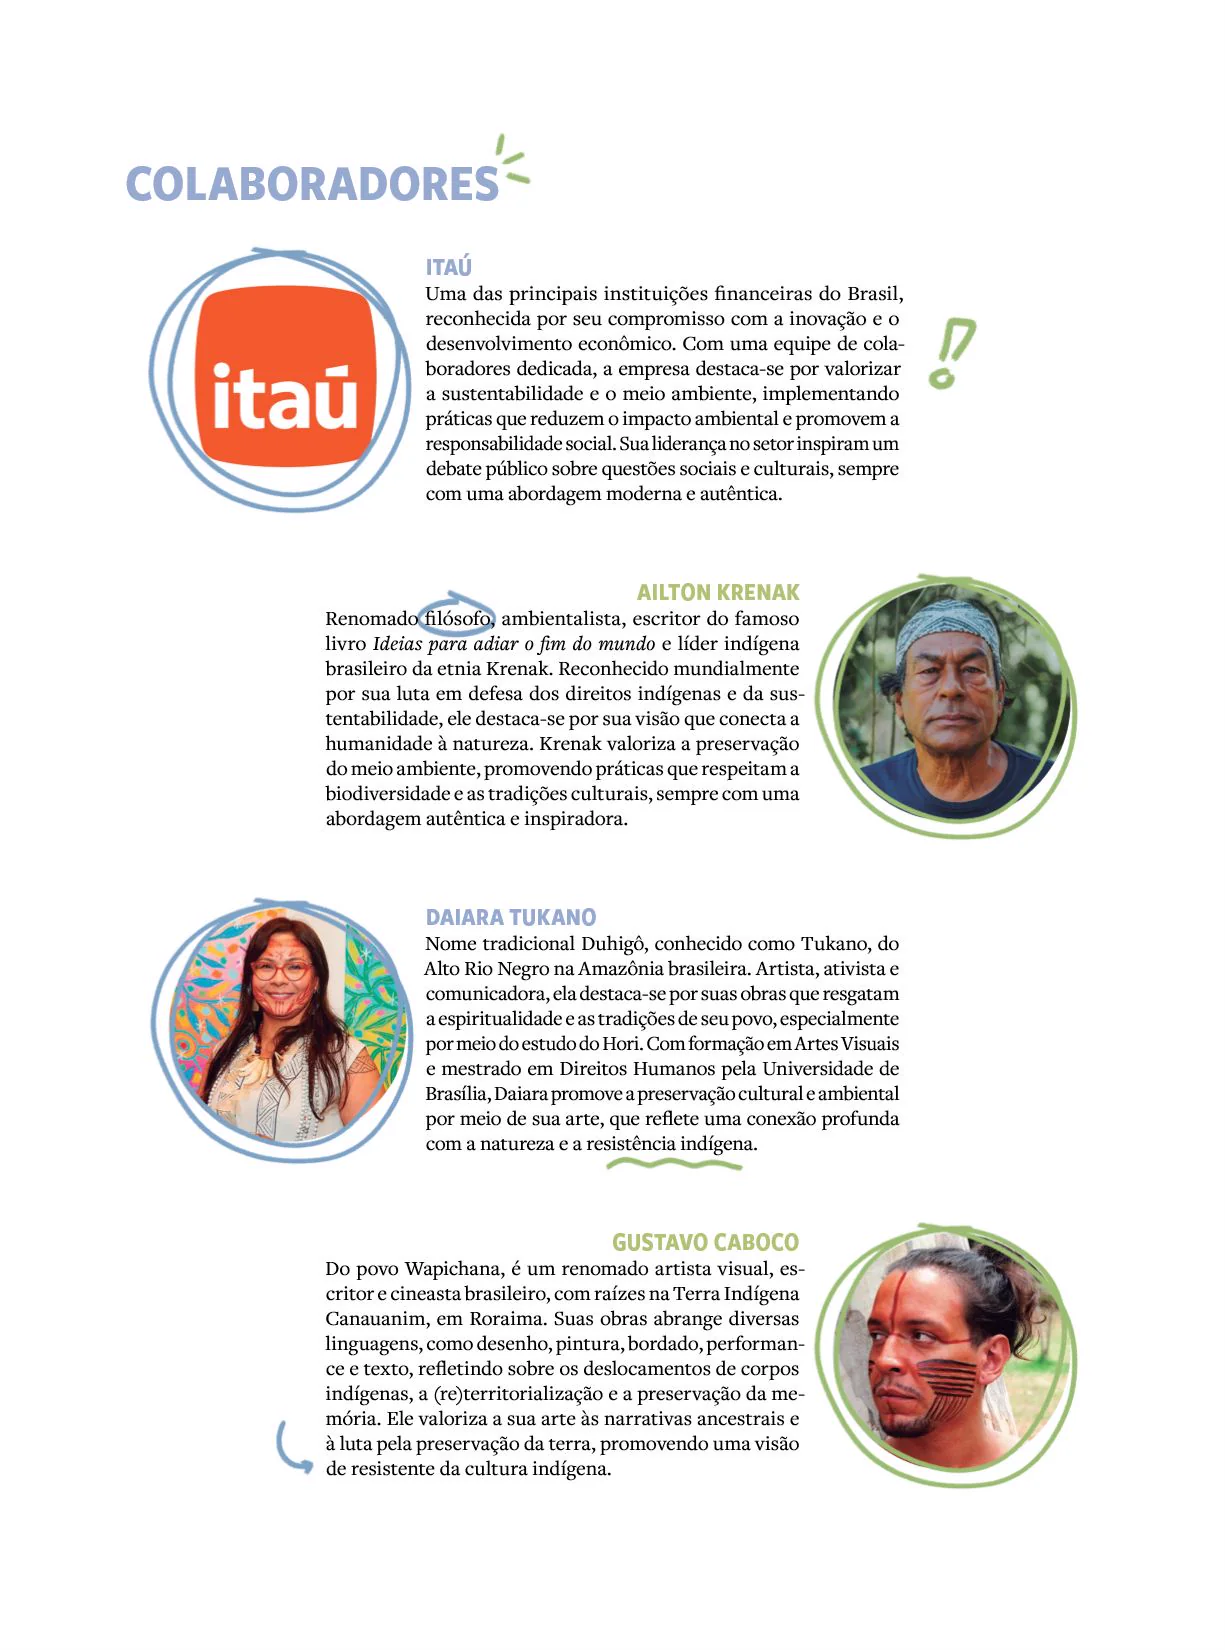 COLABORADORES
itaú
ITAÚ
Uma das principais instituições financeiras do Brasil,
reconhecida por seu compromisso com a inovação e o
desenvolvimento econômico. Com uma equipe de cola-
boradores dedicada, a empresa destaca-se por valorizar
a sustentabilidade e o meio ambiente, implementando
práticas que reduzem o impacto ambiental e promovem a
responsabilidade social. Sua liderança no setor inspiram um
debate público sobre questões sociais e culturais, sempre
com uma abordagem moderna e autêntica.
AILTON KRENAK
Renomado filósofo, ambientalista, escritor do famoso
livro Ideias para adiar o fim do mundo e líder indígena
brasileiro da etnia Krenak. Reconhecido mundialmente
por sua luta em defesa dos direitos indígenas e da sus-
tentabilidade, ele destaca-se por sua visão que conecta a
humanidade à natureza. Krenak valoriza a preservação
do meio ambiente, promovendo práticas que respeitam a
biodiversidade e as tradições culturais, sempre com uma
abordagem autêntica e inspiradora.
DAIARA TUKANO
Nome tradicional Duhigô, conhecido como Tukano, do
Alto Rio Negro na Amazônia brasileira. Artista, ativista e
comunicadora, ela destaca-se por suas obras que resgatam
a espiritualidade e as tradições de seu povo, especialmente
por meio do estudo do Hori. Com formação em Artes Visuais
e mestrado em Direitos Humanos pela Universidade de
Brasília, Daiara promove a preservação cultural e ambiental
por meio de sua arte, que reflete uma conexão profunda
com a natureza e a resistência indígena.
GUSTAVO CABOCO
Do povo Wapichana, é um renomado artista visual, es-
critor e cineasta brasileiro, com raízes na Terra Indígena
Canauanim, em Roraima. Suas obras abrange diversas
linguagens, como desenho, pintura, bordado, performan-
ce e texto, refletindo sobre os deslocamentos de corpos
indígenas, a (re)territorialização e a preservação da me-
mória. Ele valoriza a sua arte às narrativas ancestrais e
à luta pela preservação da terra, promovendo uma visão
de resistente da cultura indígena.